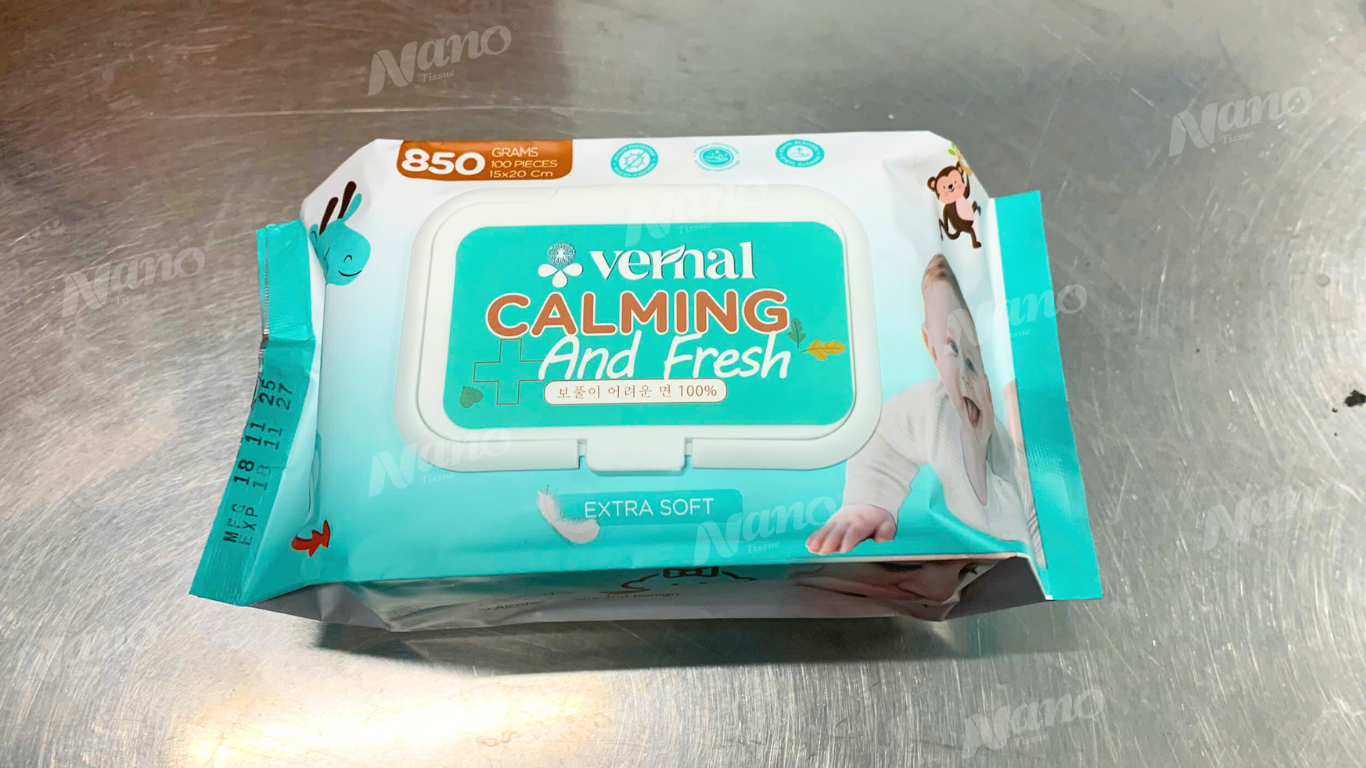 850 GRAMS
100 PIECES
15x20 Cm
vernal
CALMING
And Fresh
보풀이 어려운 면 100%
EXTRA SOFT
MFG 18 11 25
EXP 18 11 27
Nano
Tissue